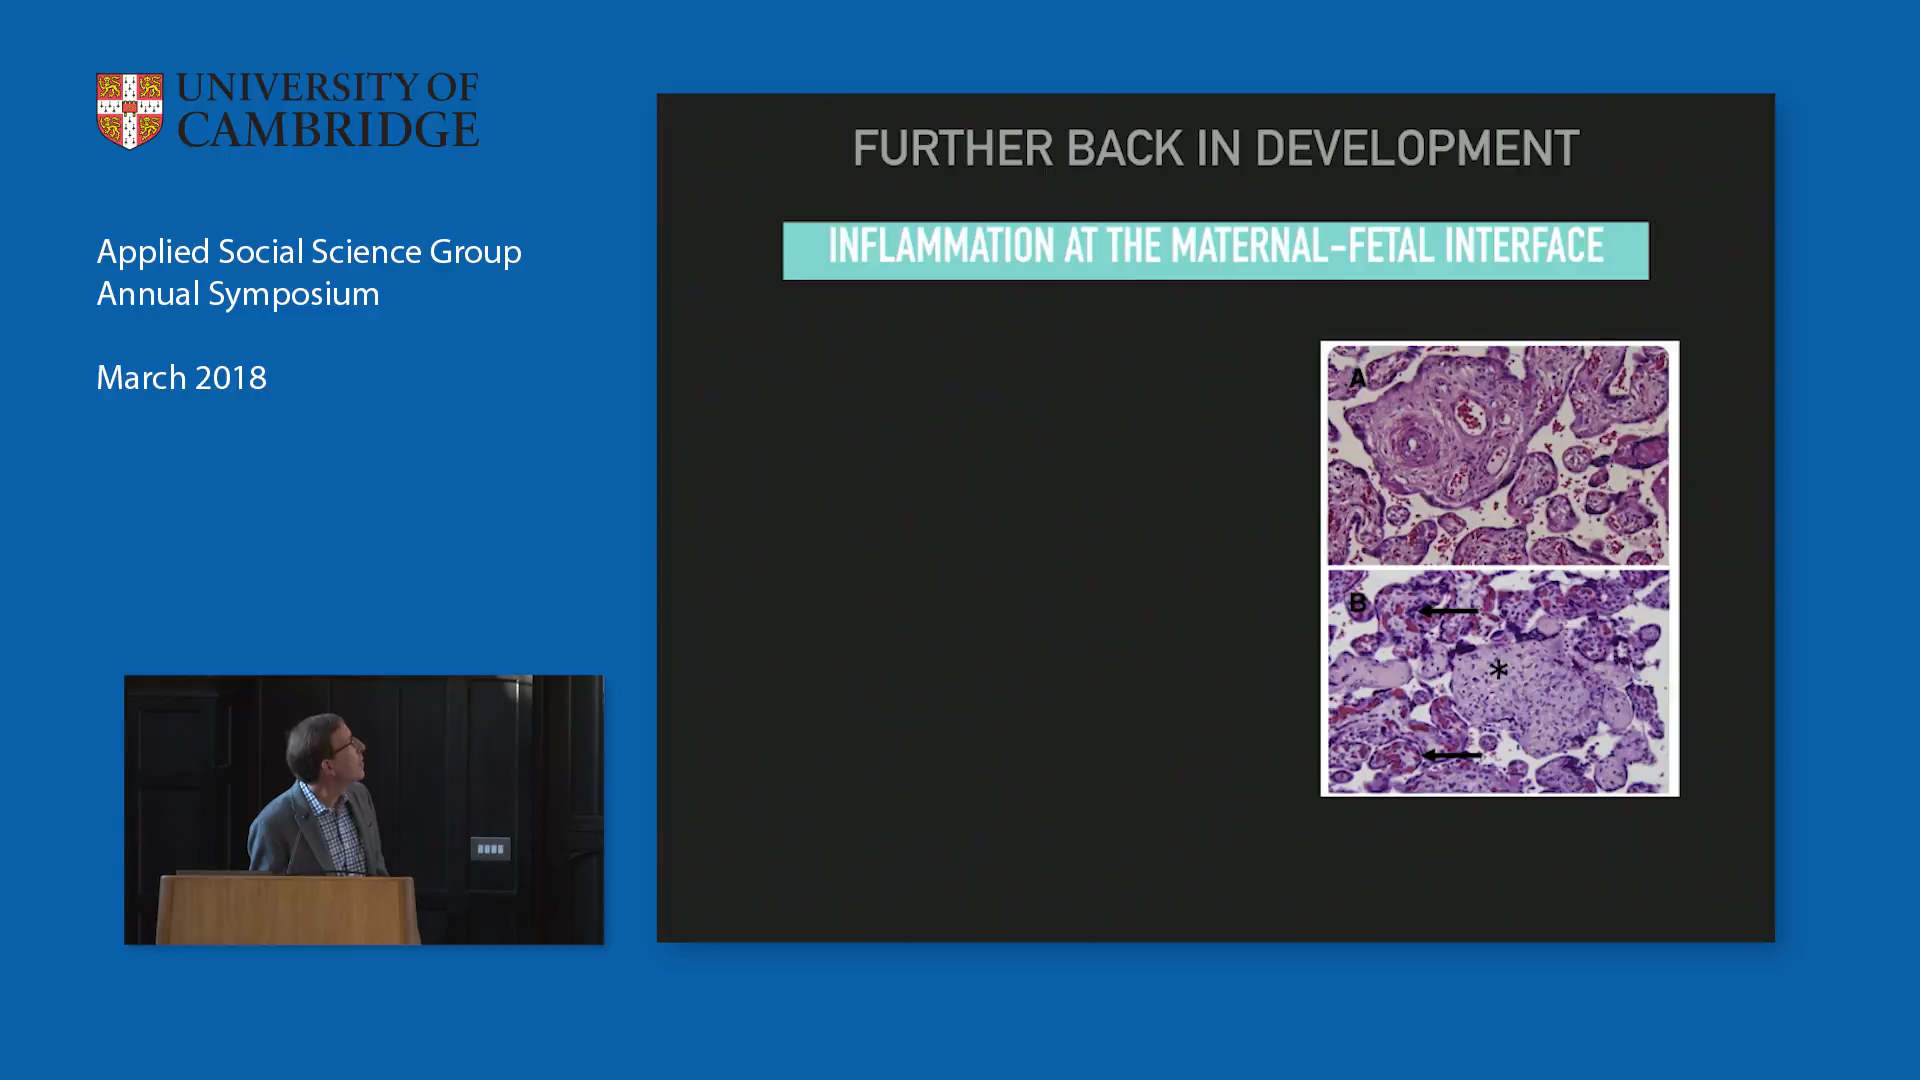 UNIVERSITY OF
CAMBRIDGE
Applied Social Science Group
Annual Symposium
March 2018
FURTHER BACK IN DEVELOPMENT
INFLAMMATION AT THE MATERNAL-FETAL INTERFACE
A
B
*